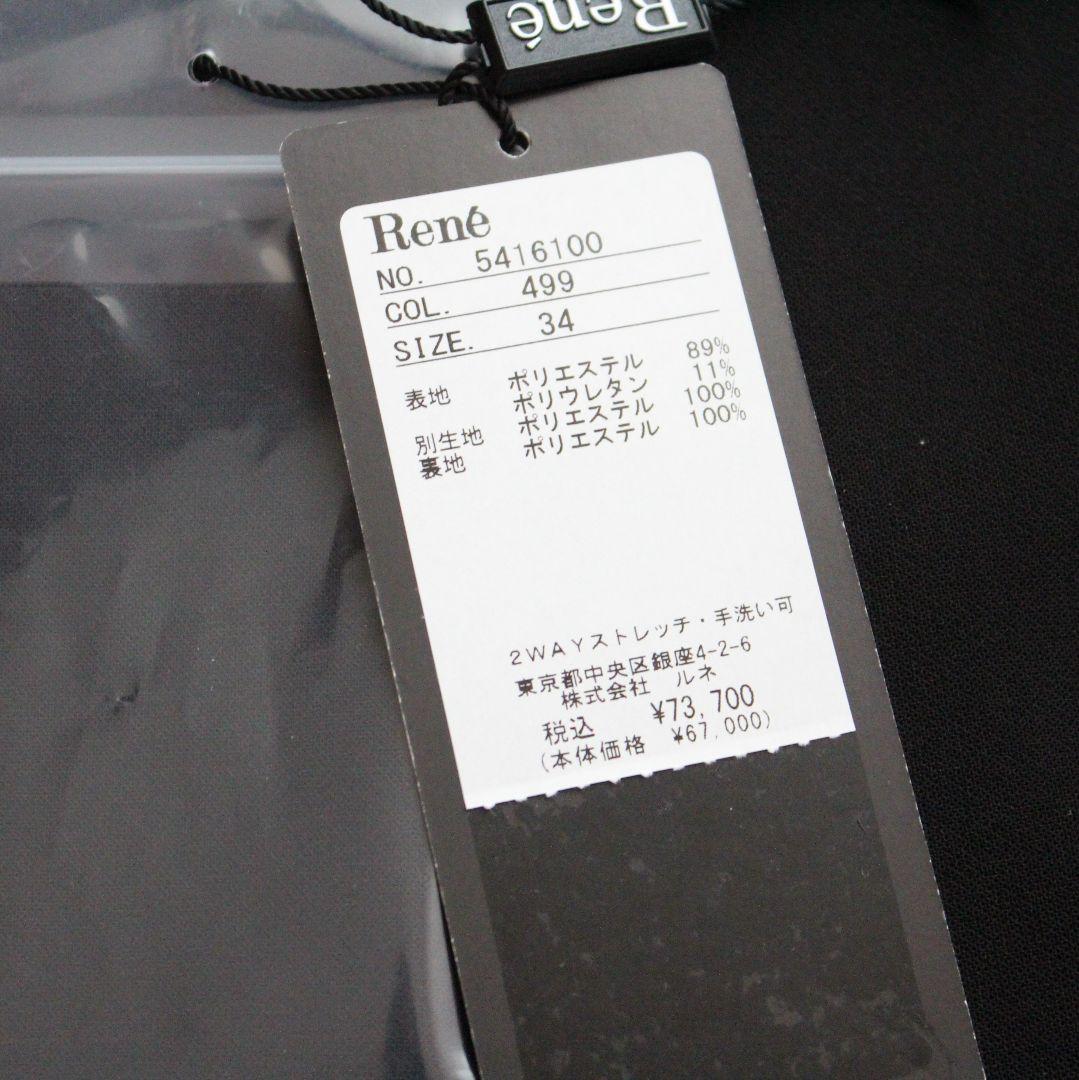 René
René
NO. 5416100
COL. 499
SIZE. 34
表地 ポリエステル 89%
ポリウレタン 11%
別生地 ポリエステル 100%
裏地 ポリエステル 100%
2WAYストレッチ・手洗い可
東京都中央区銀座4-2-6
株式会社 ルネ
税込 ¥73,700
(本体価格 ¥67,000)